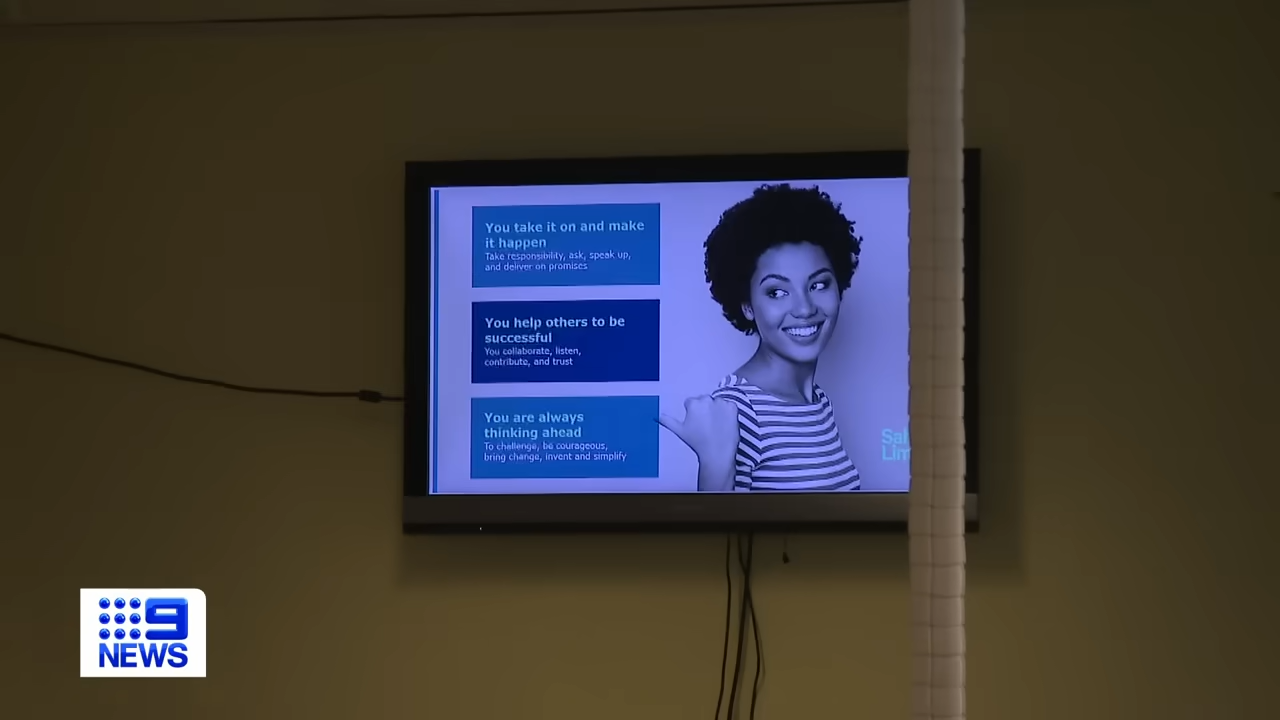 You take it on and make
it happen
Take responsibility, ask, speak up,
and deliver on promises
You help others to be
successful
You collaborate, listen,
contribute, and trust
You are always
thinking ahead
To challenge, be courageous,
bring change, invent and simplify
9
NEWS